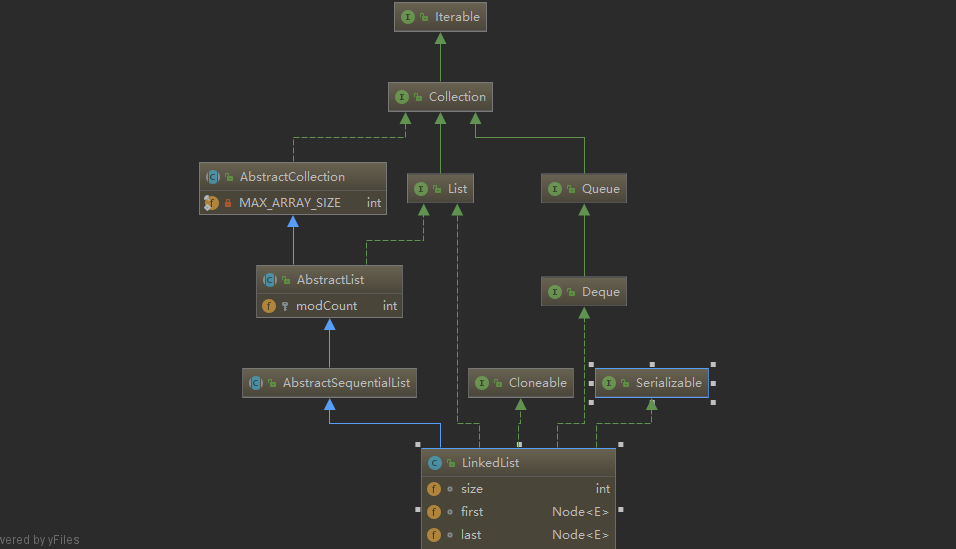 Iterable
Collection
AbstractCollection
MAX_ARRAY_SIZE int
List
Queue
AbstractList
modCount int
Deque
AbstractSequentialList
Cloneable
Serializable
LinkedList
size int
first Node<E>
last Node<E>
wered by yFiles